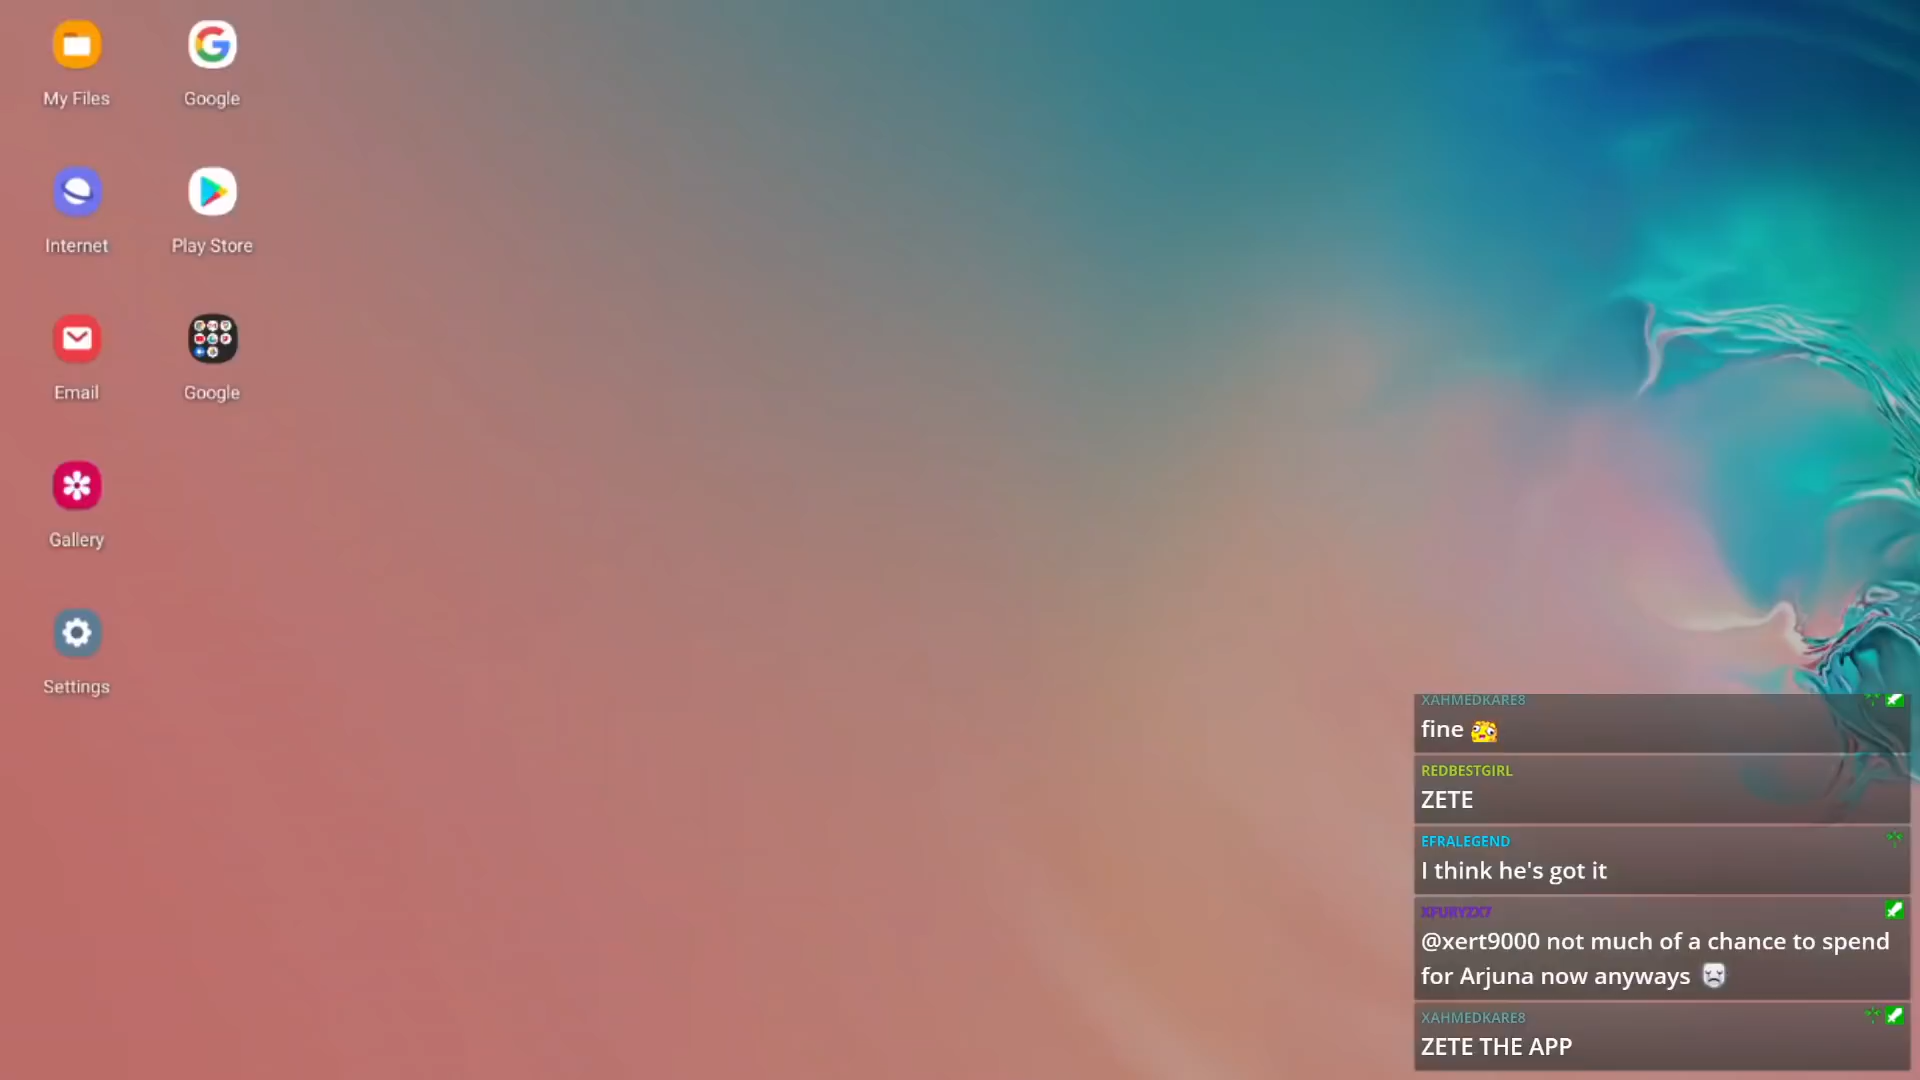 My Files
Google
Internet
Play Store
Email
Google
Gallery
Settings
XAHMEDKARE8
fine
REDBESTGIRL
ZETE
EFRALEGEND
I think he's got it
XFURYZX7
@xert9000 not much of a chance to spend
for Arjuna now anyways
XAHMEDKARE8
ZETE THE APP